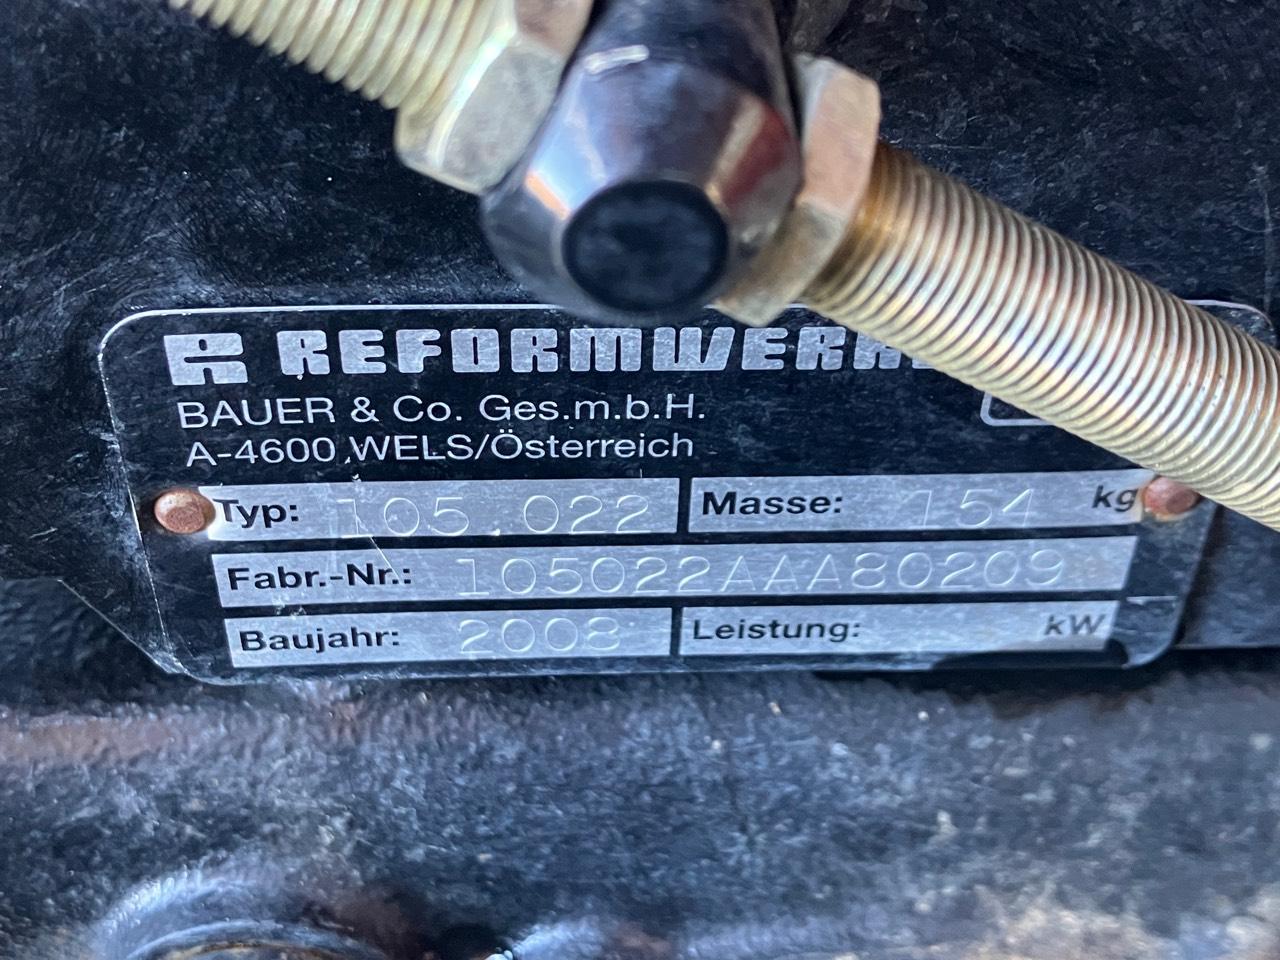 R REFORMWERKE
BAUER & Co. Ges.m.b.H.
A-4600 WELS/Österreich
Typ: 105.022 Masse: 154 kg
Fabr.-Nr.: 105022AAA80209
Baujahr: 2008 Leistung: kW